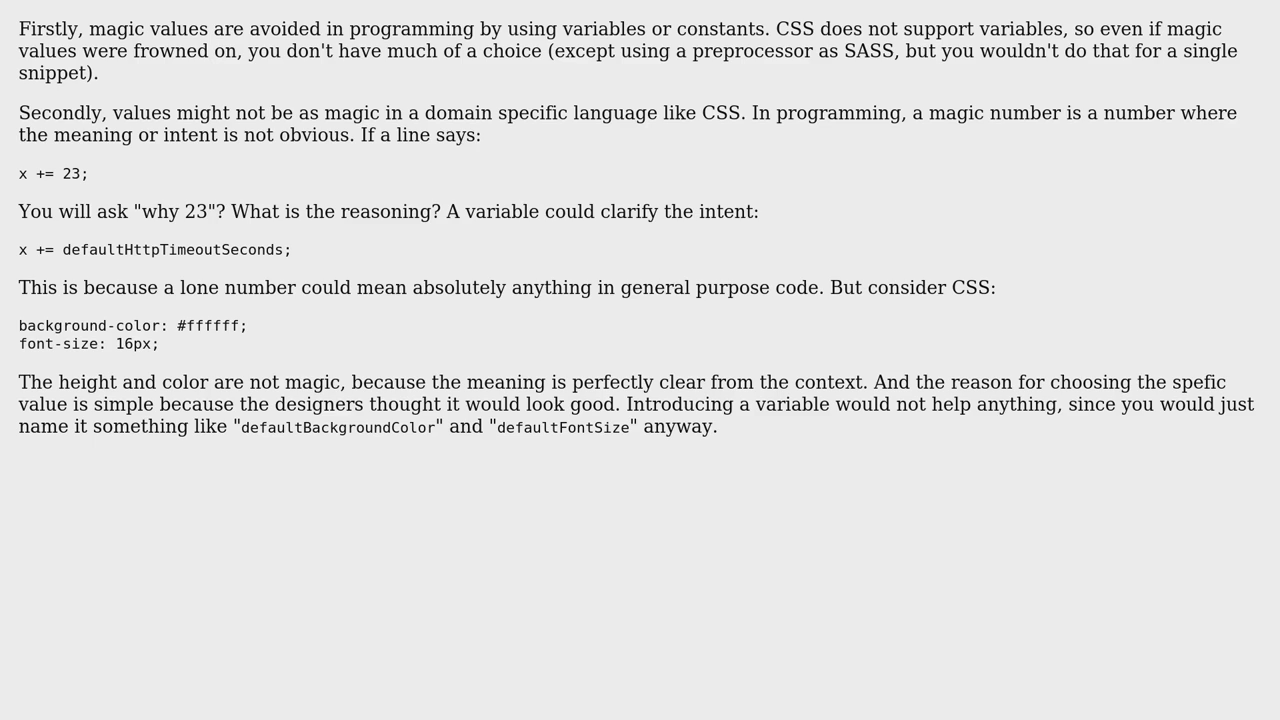 Firstly, magic values are avoided in programming by using variables or constants. CSS does not support variables, so even if magic
values were frowned on, you don't have much of a choice (except using a preprocessor as SASS, but you wouldn't do that for a single
snippet).
Secondly, values might not be as magic in a domain specific language like CSS. In programming, a magic number is a number where
the meaning or intent is not obvious. If a line says:
x += 23;
You will ask "why 23"? What is the reasoning? A variable could clarify the intent:
x += defaultHttpTimeoutSeconds;
This is because a lone number could mean absolutely anything in general purpose code. But consider CSS:
background-color: #ffffff;
font-size: 16px;
The height and color are not magic, because the meaning is perfectly clear from the context. And the reason for choosing the spefic
value is simple because the designers thought it would look good. Introducing a variable would not help anything, since you would just
name it something like "defaultBackgroundColor" and "defaultFontSize" anyway.